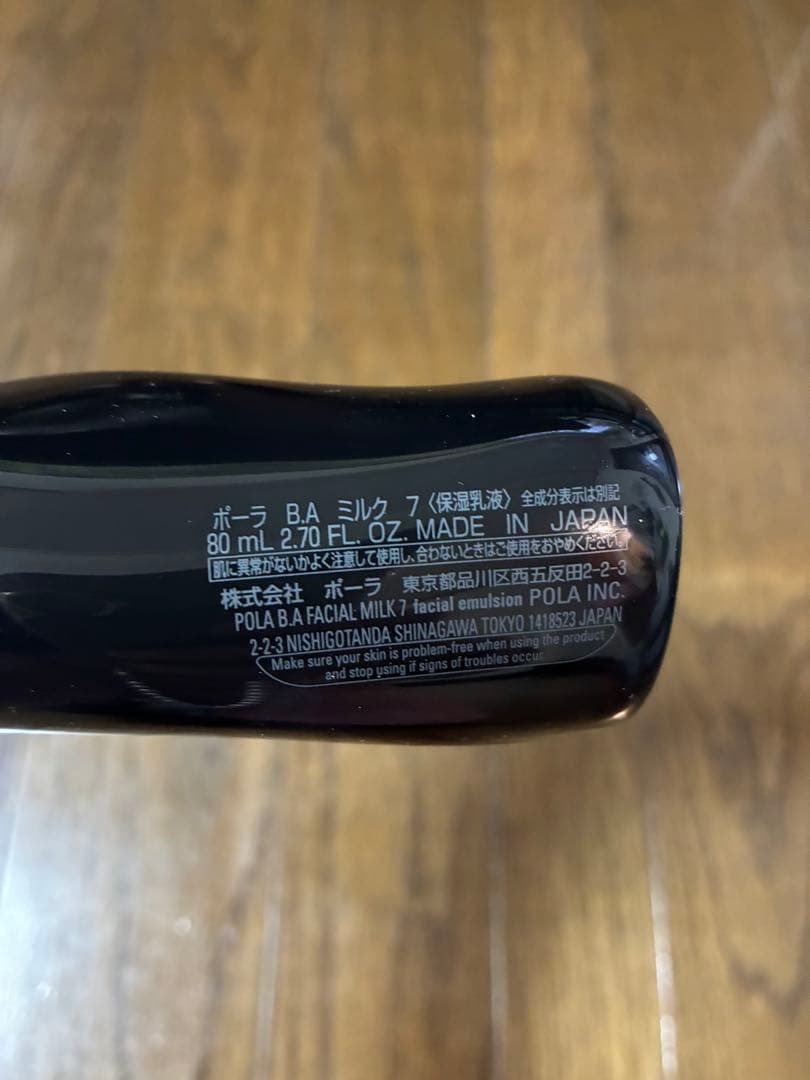 ポーラ B.A ミルク 7〈保湿乳液〉全成分表示は別記
80 mL 2.70 FL. OZ. MADE IN JAPAN
肌に異常がないかよく注意して使用し、合わないときはご使用をおやめください。
株式会社 ポーラ 東京都品川区西五反田2-2-3
POLA B.A FACIAL MILK 7 facial emulsion POLA INC.
2-2-3 NISHIGOTANDA SHINAGAWA TOKYO 1418523 JAPAN
Make sure your skin is problem-free when using the product
and stop using if signs of troubles occur.